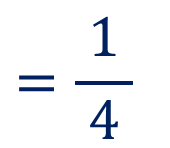 = 1/4